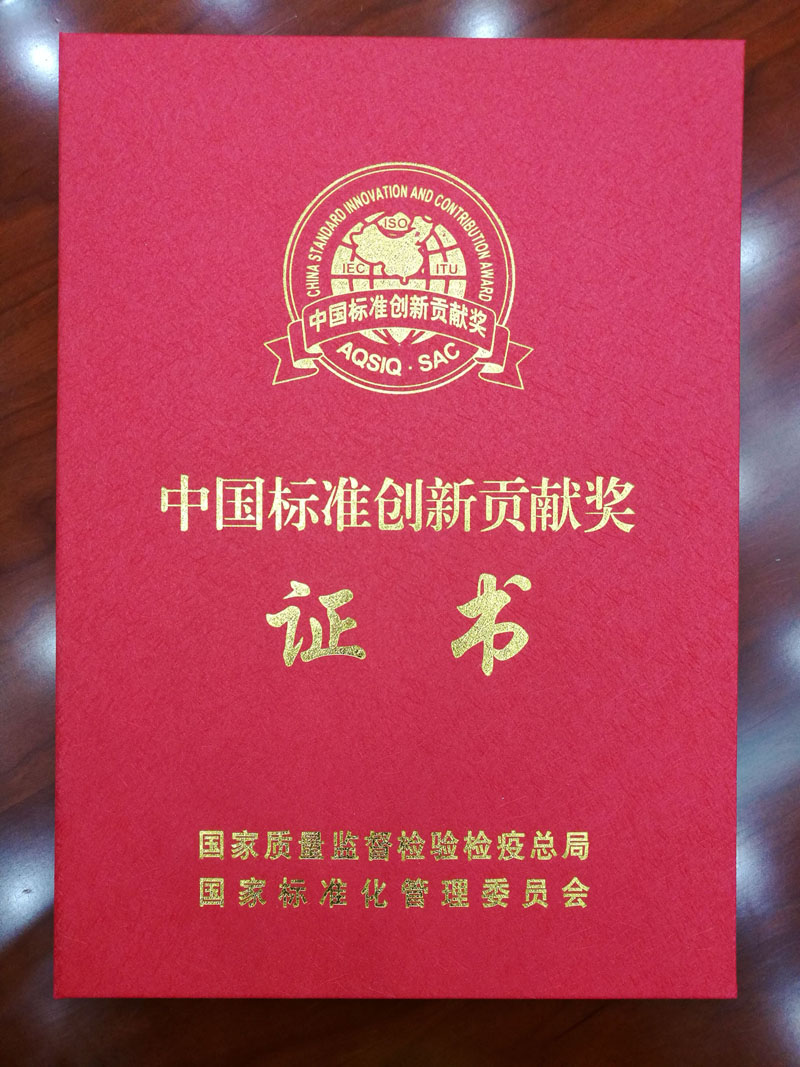 CHINA STANDARD INNOVATION AND CONTRIBUTION AWARD
ISO
IEC
ITU
中国标准创新贡献奖
AQSIQ · SAC
中国标准创新贡献奖
证书
国家质量监督检验检疫总局
国家标准化管理委员会